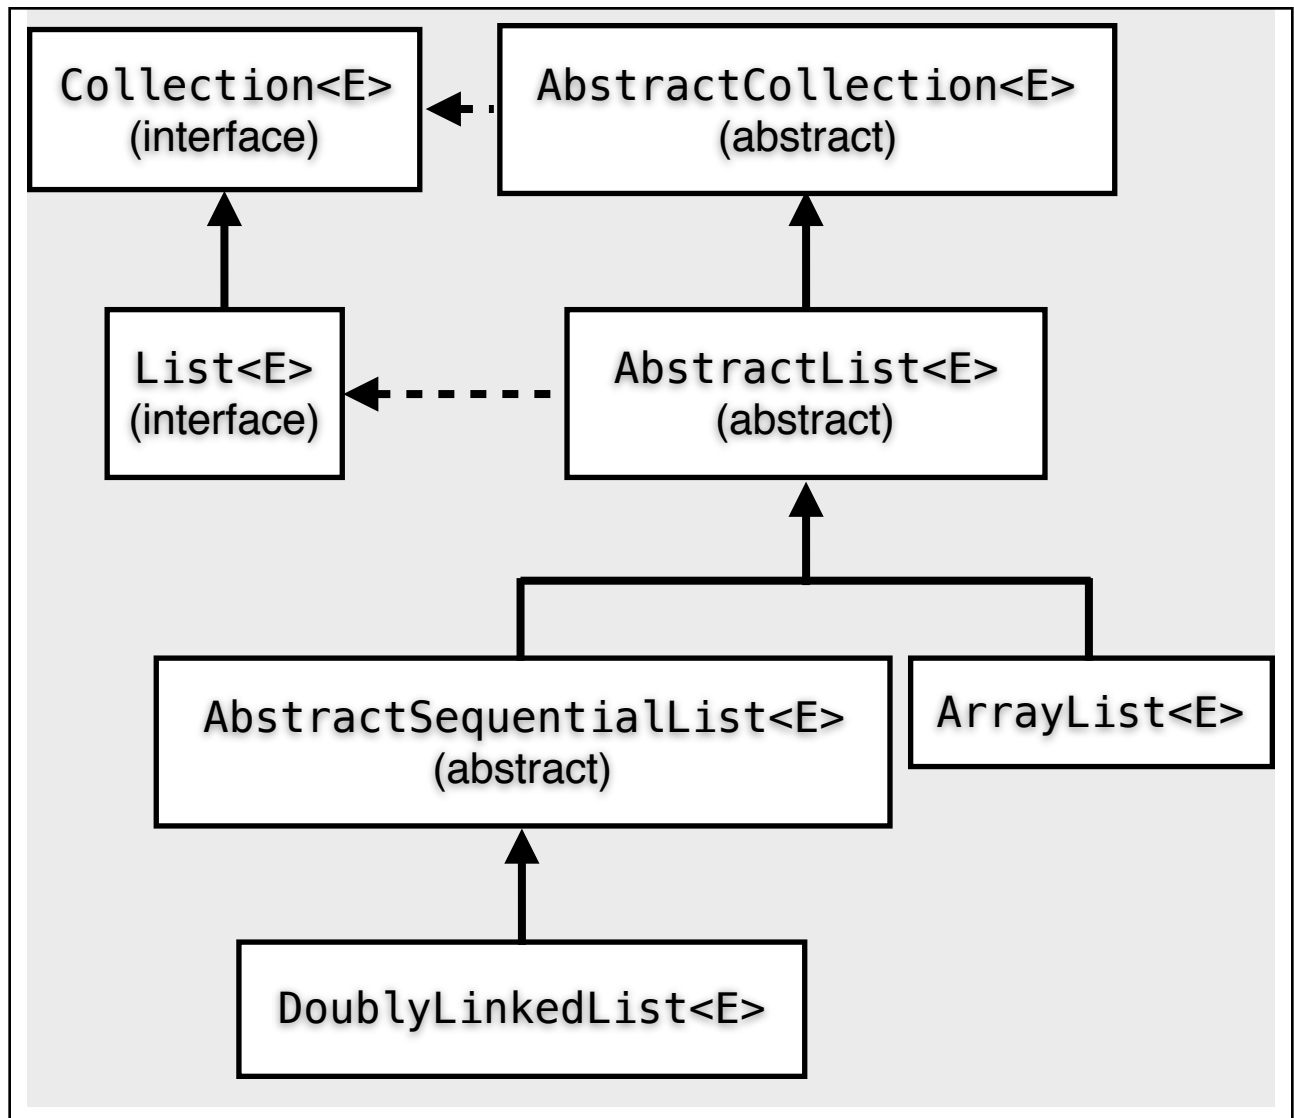 Collection<E>
(interface)
AbstractCollection<E>
(abstract)
List<E>
(interface)
AbstractList<E>
(abstract)
AbstractSequentialList<E>
(abstract)
ArrayList<E>
DoublyLinkedList<E>